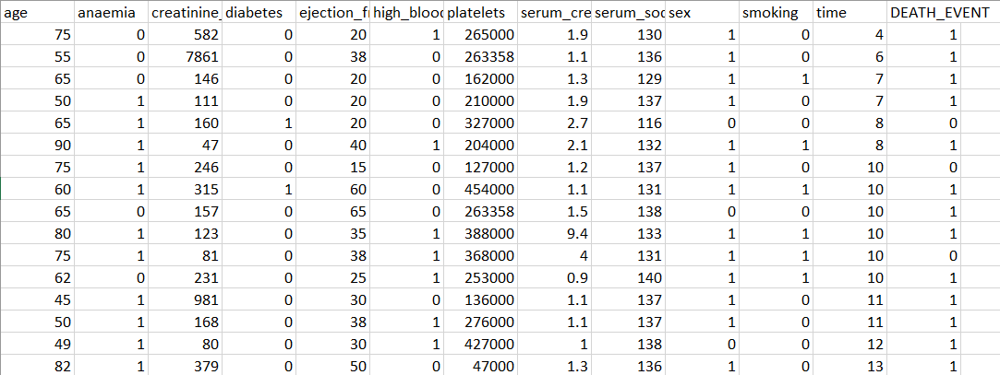 age anaemia creatinine_ diabetes ejection_fr high_blood platelets serum_cre serum_sod sex smoking time DEATH_EVENT
75 0 582 0 20 1 265000 1.9 130 1 0 4 1
55 0 7861 0 38 0 263358 1.1 136 1 0 6 1
65 0 146 0 20 0 162000 1.3 129 1 1 7 1
50 1 111 0 20 0 210000 1.9 137 1 0 7 1
65 1 160 1 20 0 327000 2.7 116 0 0 8 0
90 1 47 0 40 1 204000 2.1 132 1 1 8 1
75 1 246 0 15 0 127000 1.2 137 1 0 10 0
60 1 315 1 60 0 454000 1.1 131 1 1 10 1
65 0 157 0 65 0 263358 1.5 138 0 0 10 1
80 1 123 0 35 1 388000 9.4 133 1 1 10 1
75 1 81 0 38 1 368000 4 131 1 1 10 0
62 0 231 0 25 1 253000 0.9 140 1 1 10 1
45 1 981 0 30 0 136000 1.1 137 1 0 11 1
50 1 168 0 38 1 276000 1.1 137 1 0 11 1
49 1 80 0 30 1 427000 1 138 0 0 12 1
82 1 379 0 50 0 47000 1.3 136 1 0 13 1